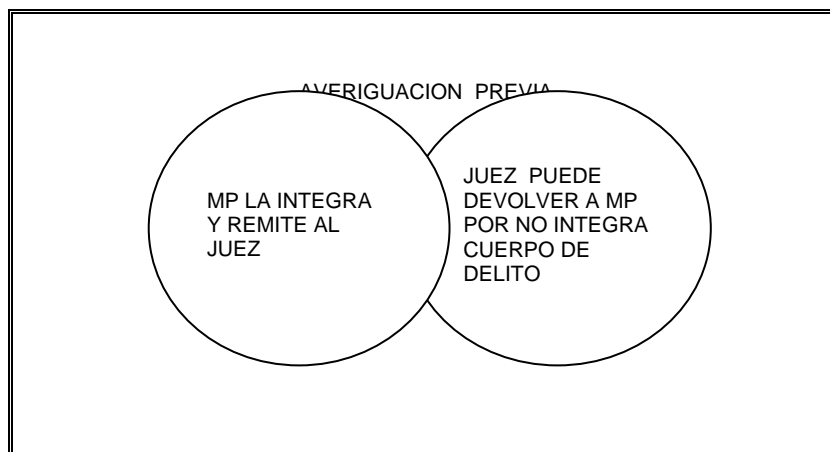 AVERIGUACION PREVIA
MP LA INTEGRA
Y REMITE AL
JUEZ
JUEZ PUEDE
DEVOLVER A MP
POR NO INTEGRA
CUERPO DE
DELITO